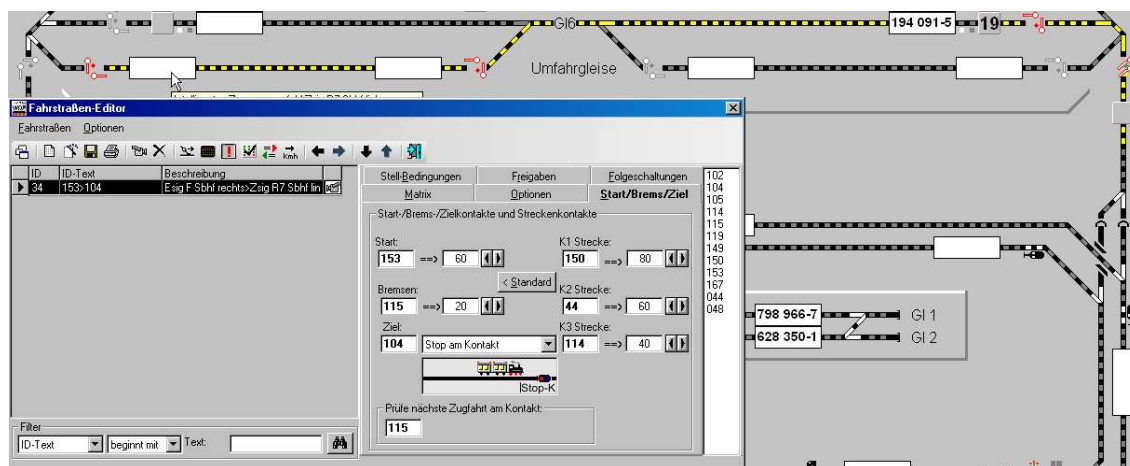 Gl6
194 091-5
19
Umfahrgleise
Fahrstraßen-Editor
Fahrstraßen Optionen
Kmh
ID ID-Text Beschreibung
34 153>104 Esig F Sbhf rechts>Zsig R7 Sbhf lin
Stell-Bedingungen Freigaben Folgeschaltungen
Matrix Optionen Start/Brems/Ziel
Start-/Brems-/Zielkontakte und Streckenkontakte
Start: K1 Strecke:
153 ==> 60 150 ==> 80
< Standard
Bremsen: K2 Strecke:
115 ==> 20 44 ==> 60
Ziel: K3 Strecke:
104 Stop am Kontakt 114 ==> 40
Stop-K
Prüfe nächste Zugfahrt am Kontakt:
115
102
104
105
114
115
119
149
150
153
167
044
048
798 966-7 Gl 1
628 350-1 Gl 2
Filter
ID-Text beginnt mit Text: